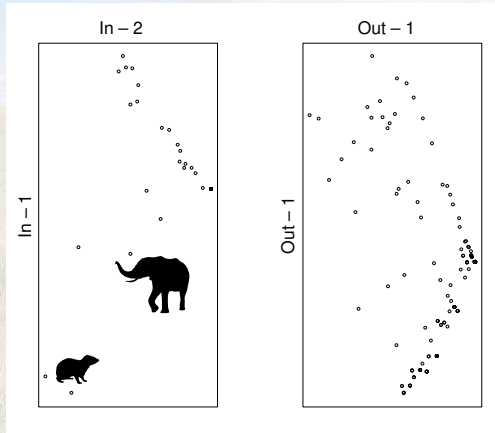 In – 2
Out – 1
In – 1
Out – 1